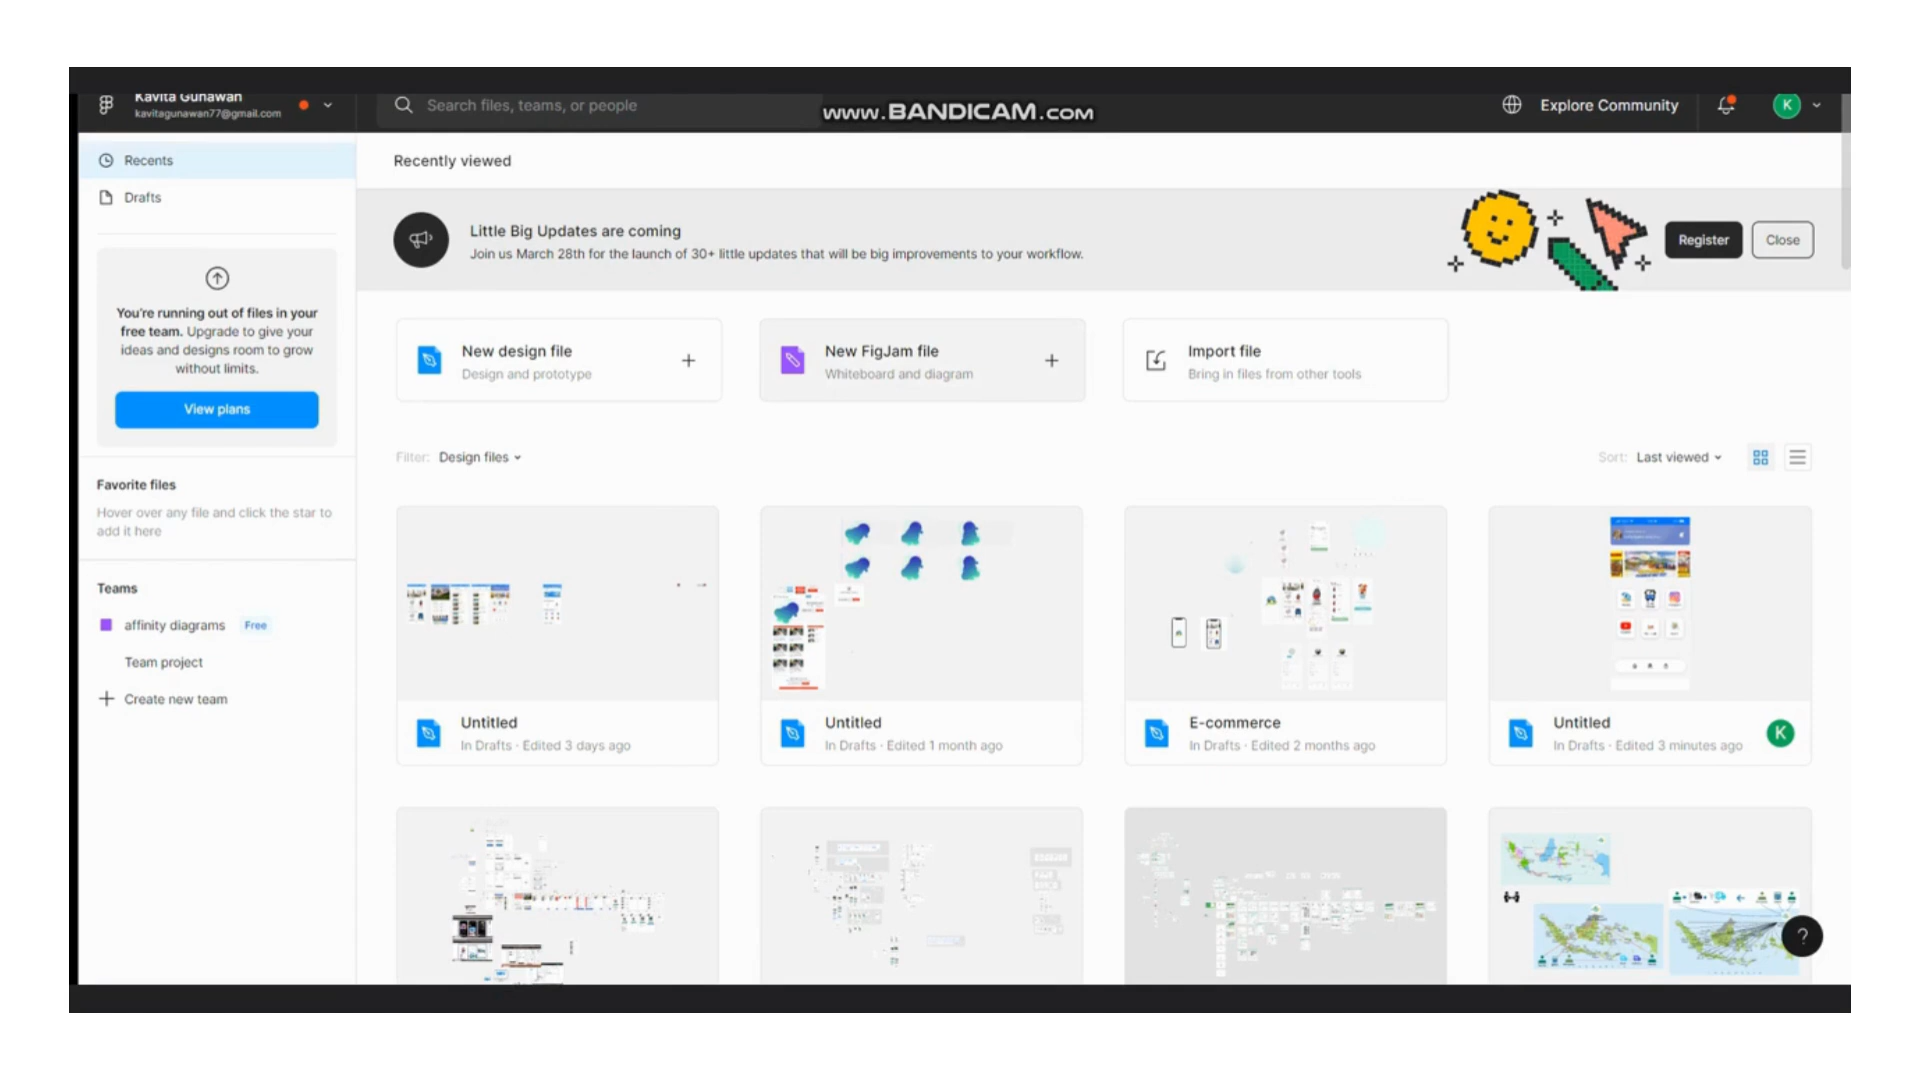 Kavita Gunawan
kavitagunawan77@gmail.com
Search files, teams, or people
www.BANDICAM.COM
Explore Community
K
Recents
Drafts
You're running out of files in your
free team. Upgrade to give your
ideas and designs room to grow
without limits.
View plans
Favorite files
Hover over any file and click the star to
add it here
Teams
affinity diagrams Free
Team project
Create new team
Recently viewed
Little Big Updates are coming
Join us March 28th for the launch of 30+ little updates that will be big improvements to your workflow.
Register
Close
New design file
Design and prototype
New FigJam file
Whiteboard and diagram
Import file
Bring in files from other tools
Filter: Design files
Sort: Last viewed
Untitled
In Drafts · Edited 3 days ago
Untitled
In Drafts · Edited 1 month ago
E-commerce
In Drafts · Edited 2 months ago
Untitled
In Drafts · Edited 3 minutes ago
K
?